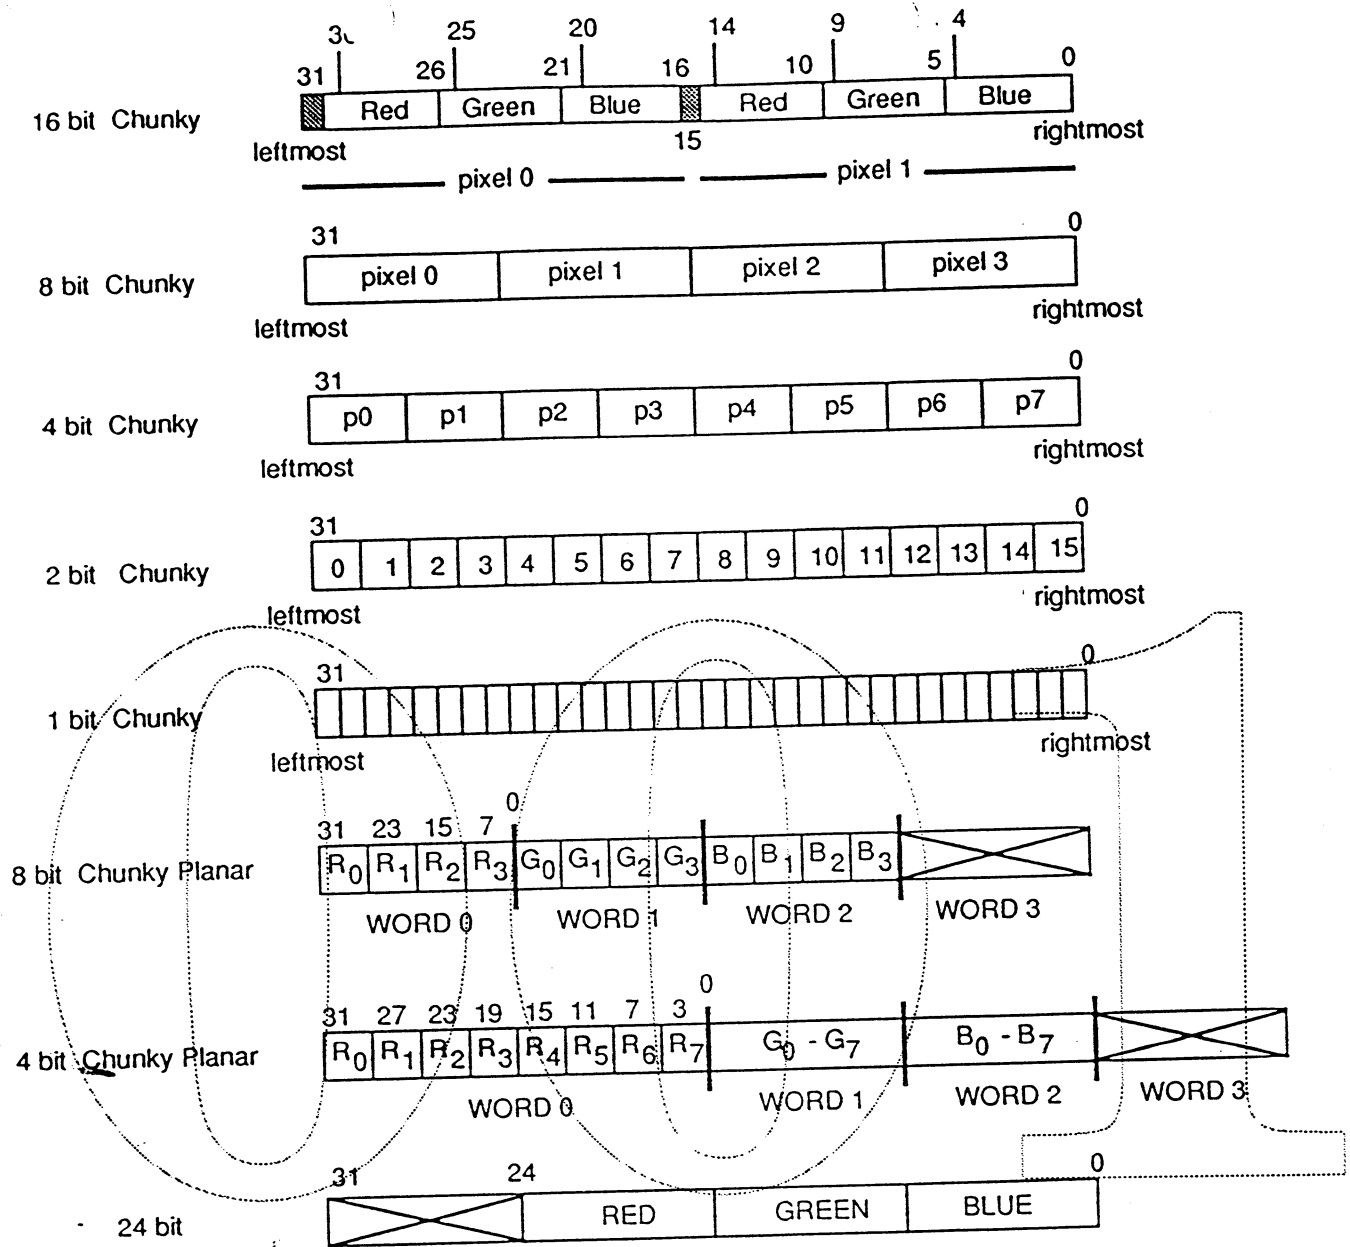 30 25 20 14 9 4
31 26 21 16 10 5 0
16 bit Chunky Red Green Blue Red Green Blue
leftmost 15 rightmost
pixel 0 pixel 1
31 0
8 bit Chunky pixel 0 pixel 1 pixel 2 pixel 3
leftmost rightmost
31 0
4 bit Chunky p0 p1 p2 p3 p4 p5 p6 p7
leftmost rightmost
31 0
2 bit Chunky 0 1 2 3 4 5 6 7 8 9 10 11 12 13 14 15
leftmost rightmost
31 0
1 bit Chunky
leftmost rightmost
31 23 15 7 0
8 bit Chunky Planar R0 R1 R2 R3 G0 G1 G2 G3 B0 B1 B2 B3
WORD 0 WORD 1 WORD 2 WORD 3
31 27 23 19 15 11 7 3 0
4 bit Chunky Planar R0 R1 R2 R3 R4 R5 R6 R7 G0 - G7 B0 - B7
WORD 0 WORD 1 WORD 2 WORD 3
31 24 0
24 bit RED GREEN BLUE
001